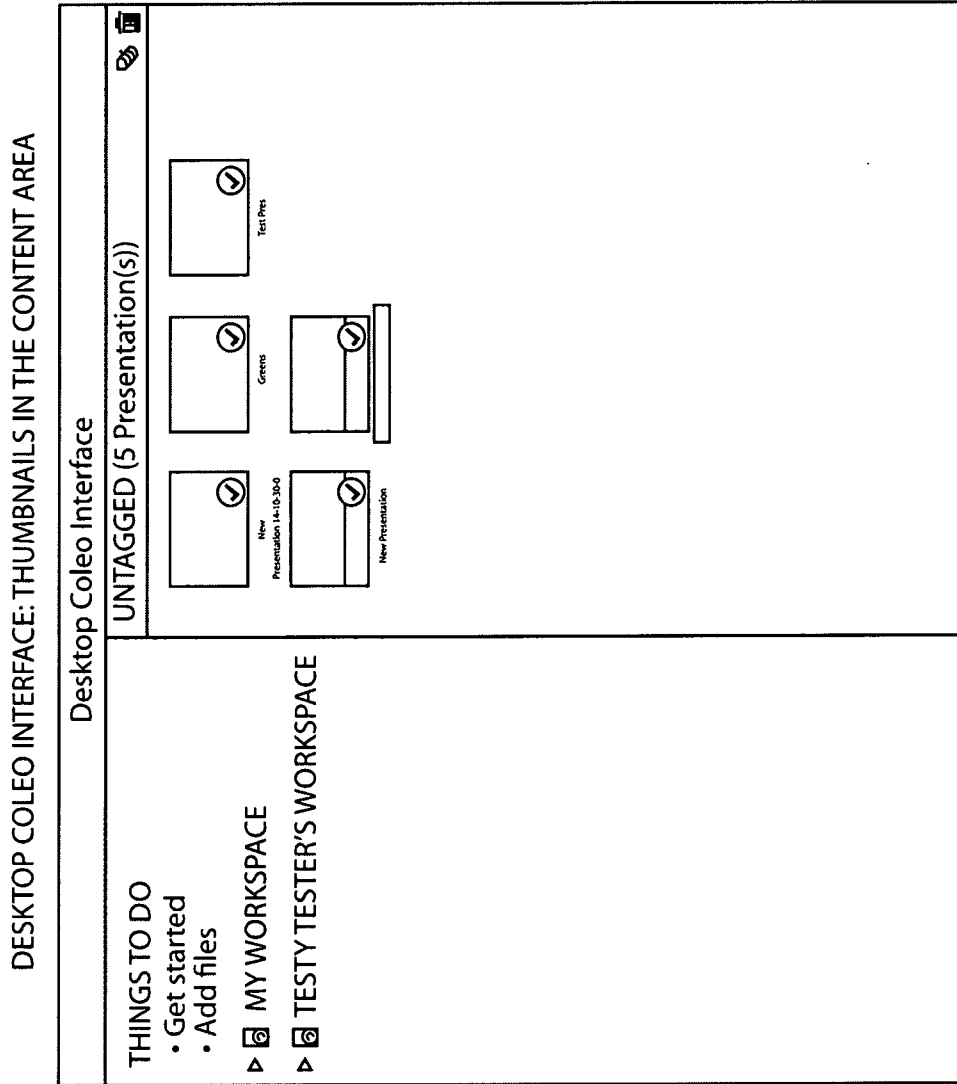 DESKTOP COLEO INTERFACE: THUMBNAILS IN THE CONTENT AREA
Desktop Coleo Interface
THINGS TO DO
• Get started
• Add files
MY WORKSPACE
TESTY TESTER'S WORKSPACE
UNTAGGED (5 Presentation(s))
New
Presentation 14-10-30-0
Greens
Test Pres
New Presentation